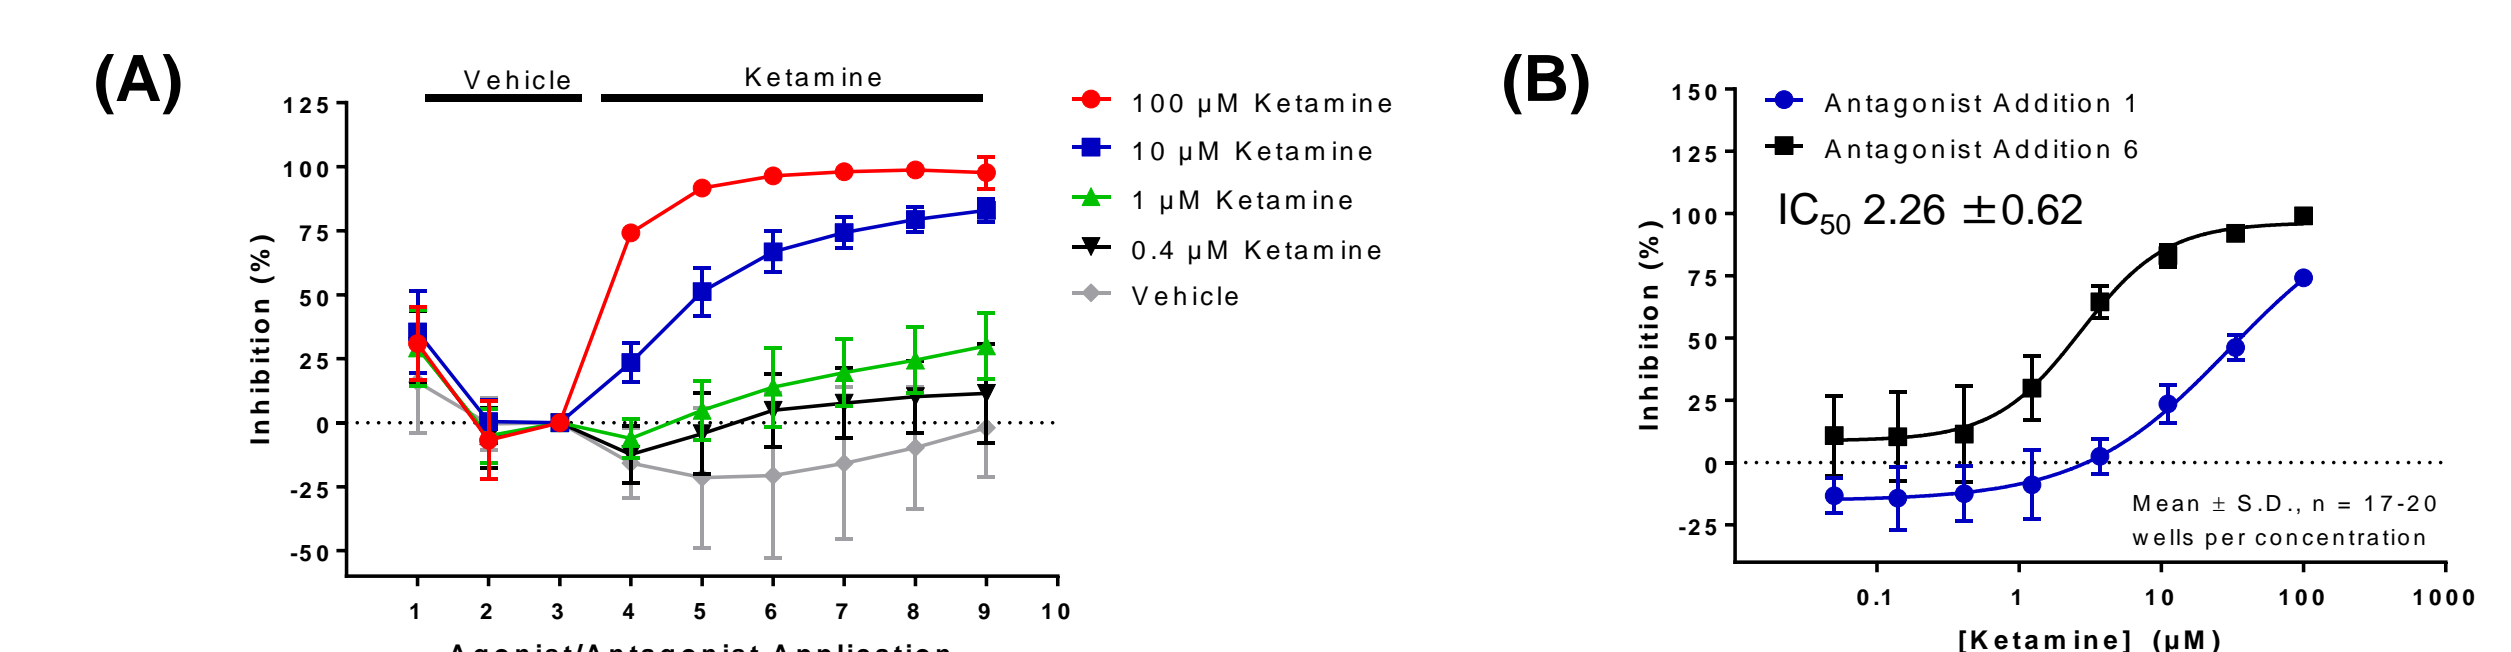 (A)
Vehicle
Ketamine
125
100
75
50
25
0
-25
-50
Inhibition (%)
1 2 3 4 5 6 7 8 9 10
Agonist/Antagonist Application
100 µM Ketamine
10 µM Ketamine
1 µM Ketamine
0.4 µM Ketamine
Vehicle
(B)
150
125
100
75
50
25
0
-25
Inhibition (%)
Antagonist Addition 1
Antagonist Addition 6
IC50 2.26 ±0.62
Mean ± S.D., n = 17-20
wells per concentration
0.1 1 10 100 1000
[Ketamine] (µM)